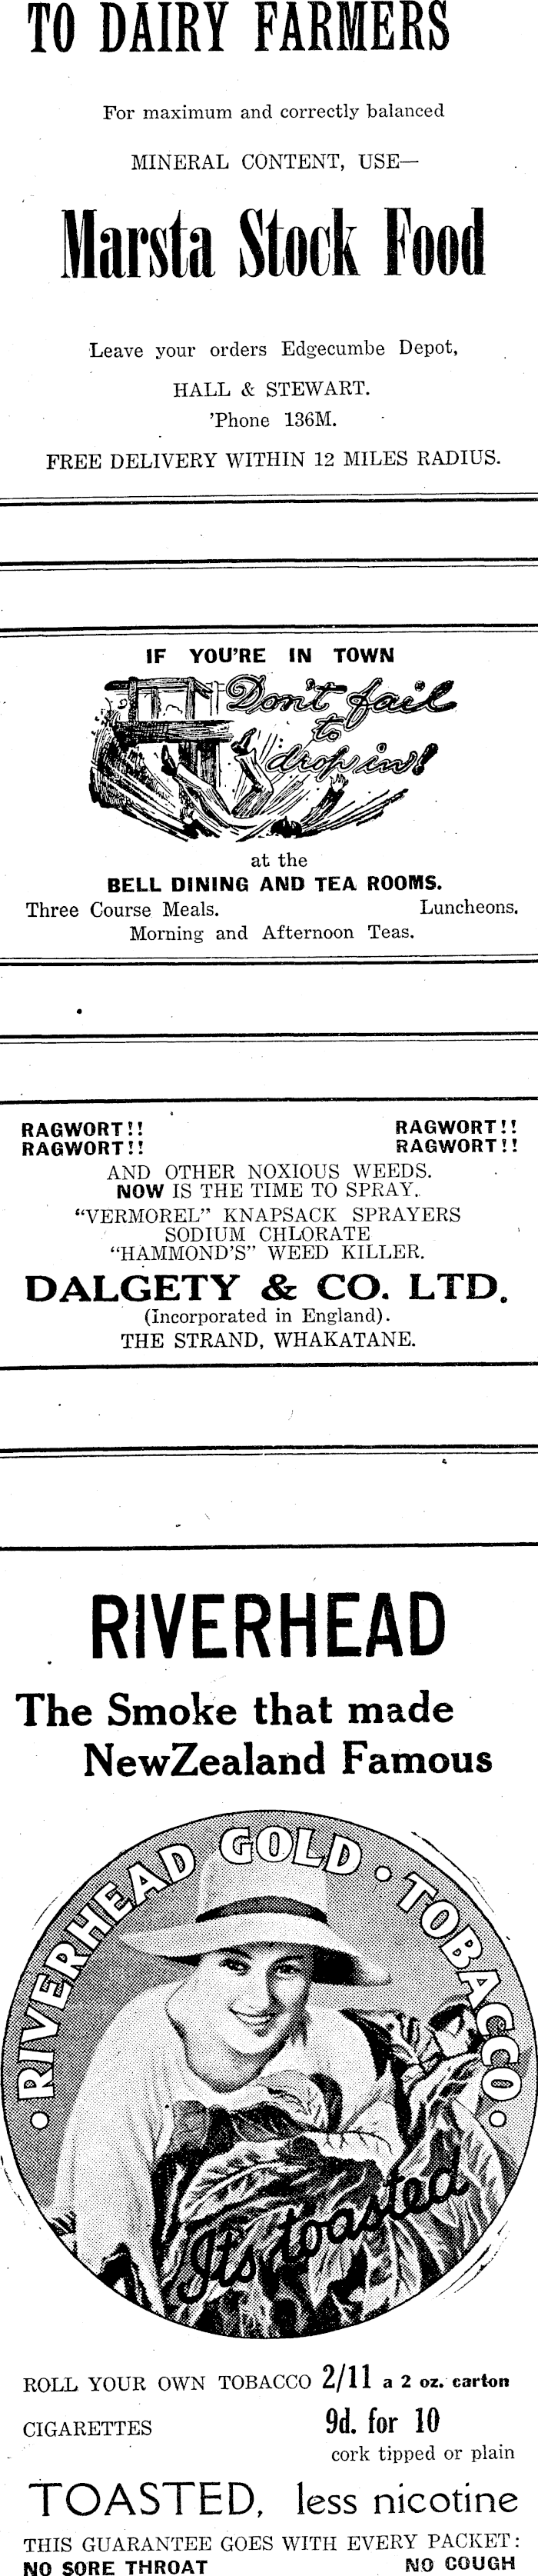 TO DAIRY FARMERS
For maximum and correctly balanced
MINERAL CONTENT, USE—
Marsta Stock Food
Leave your orders Edgecumbe Depot,
HALL & STEWART.
'Phone 136M.
FREE DELIVERY WITHIN 12 MILES RADIUS.
IF YOU'RE IN TOWN
Don't fail
to
drop in!
at the
BELL DINING AND TEA ROOMS.
Three Course Meals. Luncheons.
Morning and Afternoon Teas.
RAGWORT!! RAGWORT!!
RAGWORT!! RAGWORT!!
AND OTHER NOXIOUS WEEDS.
NOW IS THE TIME TO SPRAY.
"VERMOREL" KNAPSACK SPRAYERS
SODIUM CHLORATE
"HAMMOND'S" WEED KILLER.
DALGETY & CO. LTD.
(Incorporated in England).
THE STRAND, WHAKATANE.
RIVERHEAD
The Smoke that made
NewZealand Famous
• RIVERHEAD GOLD • TOBACCO •
It's toasted
ROLL YOUR OWN TOBACCO 2/11 a 2 oz. carton
CIGARETTES 9d. for 10
cork tipped or plain
TOASTED, less nicotine
THIS GUARANTEE GOES WITH EVERY PACKET:
NO SORE THROAT NO COUGH